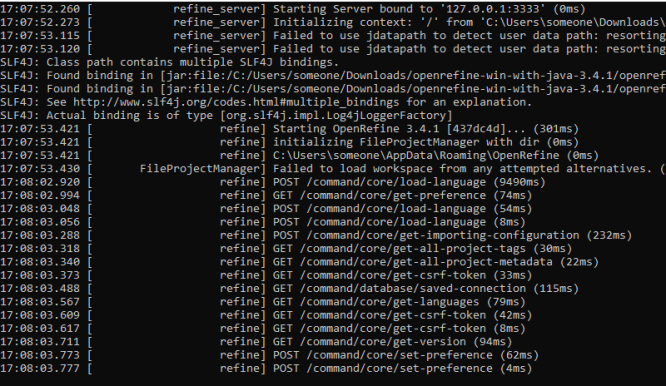 17:07:52.260 [ refine_server] Starting Server bound to '127.0.0.1:3333' (0ms)
17:07:52.273 [ refine_server] Initializing context: '/' from 'C:\Users\someone\Downloads\
17:07:53.115 [ refine_server] Failed to use jdatapath to detect user data path: resorting
17:07:53.120 [ refine_server] Failed to use jdatapath to detect user data path: resorting
SLF4J: Class path contains multiple SLF4J bindings.
SLF4J: Found binding in [jar:file:/C:/Users/someone/Downloads/openrefine-win-with-java-3.4.1/openref
SLF4J: Found binding in [jar:file:/C:/Users/someone/Downloads/openrefine-win-with-java-3.4.1/openref
SLF4J: See http://www.slf4j.org/codes.html#multiple_bindings for an explanation.
SLF4J: Actual binding is of type [org.slf4j.impl.Log4jLoggerFactory]
17:07:53.421 [ refine] Starting OpenRefine 3.4.1 [437dc4d]... (301ms)
17:07:53.421 [ refine] initializing FileProjectManager with dir (0ms)
17:07:53.421 [ refine] C:\Users\someone\AppData\Roaming\OpenRefine (0ms)
17:07:53.430 [ FileProjectManager] Failed to load workspace from any attempted alternatives. (
17:08:02.920 [ refine] POST /command/core/load-language (9490ms)
17:08:02.994 [ refine] GET /command/core/get-preference (74ms)
17:08:03.048 [ refine] POST /command/core/load-language (54ms)
17:08:03.056 [ refine] POST /command/core/load-language (8ms)
17:08:03.288 [ refine] POST /command/core/get-importing-configuration (232ms)
17:08:03.318 [ refine] GET /command/core/get-all-project-tags (30ms)
17:08:03.340 [ refine] GET /command/core/get-all-project-metadata (22ms)
17:08:03.373 [ refine] GET /command/core/get-csrf-token (33ms)
17:08:03.488 [ refine] GET /command/database/saved-connection (115ms)
17:08:03.567 [ refine] GET /command/core/get-languages (79ms)
17:08:03.609 [ refine] GET /command/core/get-csrf-token (42ms)
17:08:03.617 [ refine] GET /command/core/get-csrf-token (8ms)
17:08:03.711 [ refine] GET /command/core/get-version (94ms)
17:08:03.773 [ refine] POST /command/core/set-preference (62ms)
17:08:03.777 [ refine] POST /command/core/set-preference (4ms)